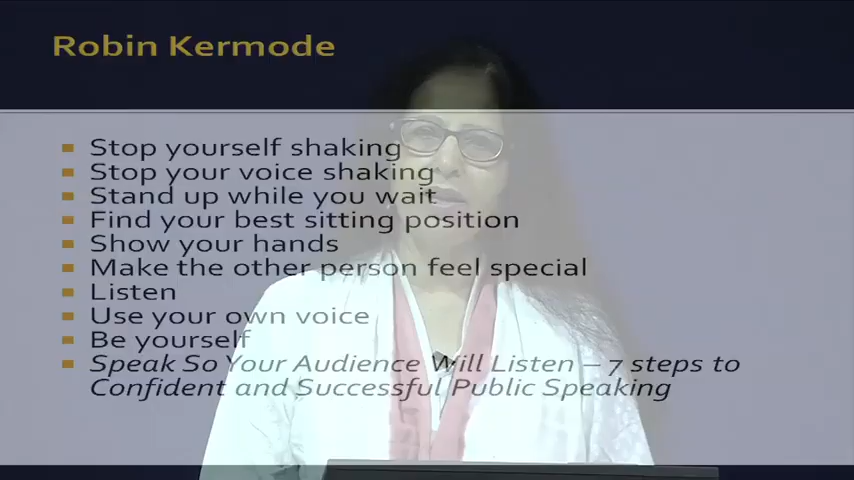 Robin Kermode
Stop yourself shaking
Stop your voice shaking
Stand up while you wait
Find your best sitting position
Show your hands
Make the other person feel special
Listen
Use your own voice
Be yourself
Speak So Your Audience Will Listen – 7 steps to
Confident and Successful Public Speaking